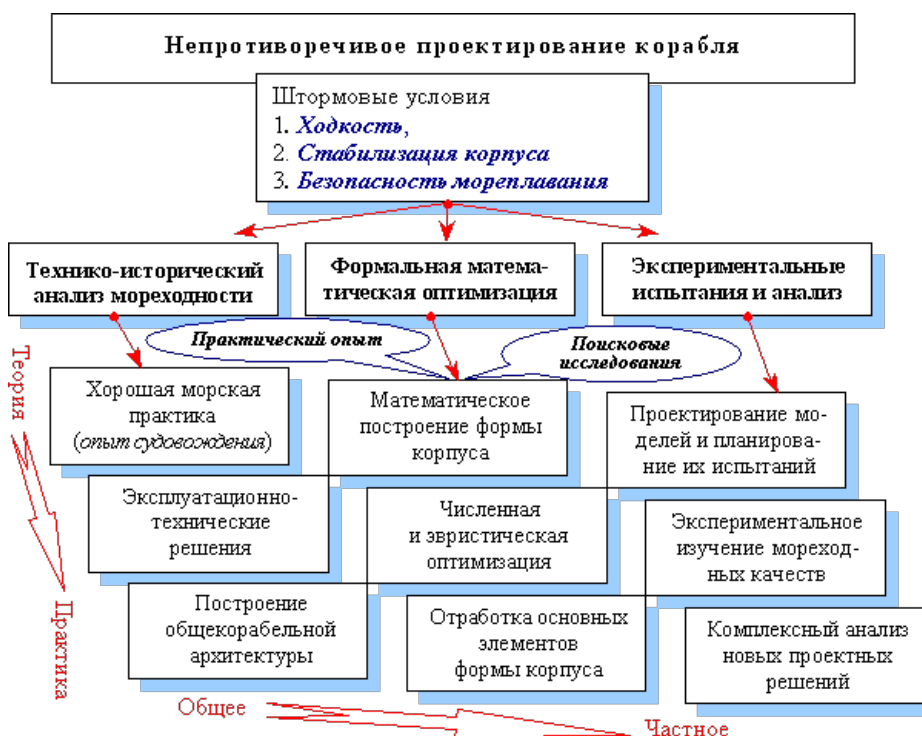 Непротиворечивое проектирование корабля
Штормовые условия
1. Ходкость,
2. Стабилизация корпуса
3. Безопасность мореплавания
Технико-исторический
анализ мореходности
Формальная матема-
тическая оптимизация
Экспериментальные
испытания и анализ
Практический опыт
Поисковые
исследования
Теория
Практика
Хорошая морская
практика
(опыт судовождения)
Математическое
построение формы
корпуса
Проектирование мо-
делей и планирова-
ние их испытаний
Эксплуатационно-
технические
решения
Численная
и эвристическая
оптимизация
Экспериментальное
изучение мореход-
ных качеств
Построение
общекорабельной
архитектуры
Отработка основных
элементов
формы корпуса
Комплексный анализ
новых проектных
решений
Общее
Частное